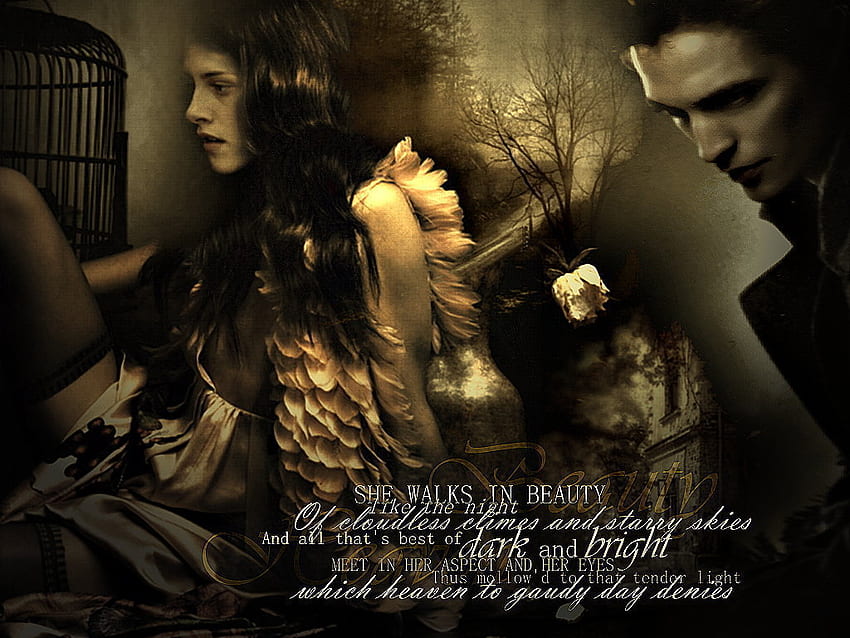 Beauty
SHE WALKS IN BEAUTY
like the night
Of cloudless climes and starry skies
And all that's best of dark and bright
MEET IN HER ASPECT AND HER EYES
Thus mellow'd to that tender light
which heaven to gaudy day denies